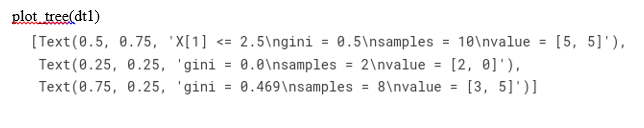 plot_tree(dt1)
[Text(0.5, 0.75, 'X[1] <= 2.5\ngini = 0.5\nsamples = 10\nvalue = [5, 5]'),
Text(0.25, 0.25, 'gini = 0.0\nsamples = 2\nvalue = [2, 0]'),
Text(0.75, 0.25, 'gini = 0.469\nsamples = 8\nvalue = [3, 5]')]